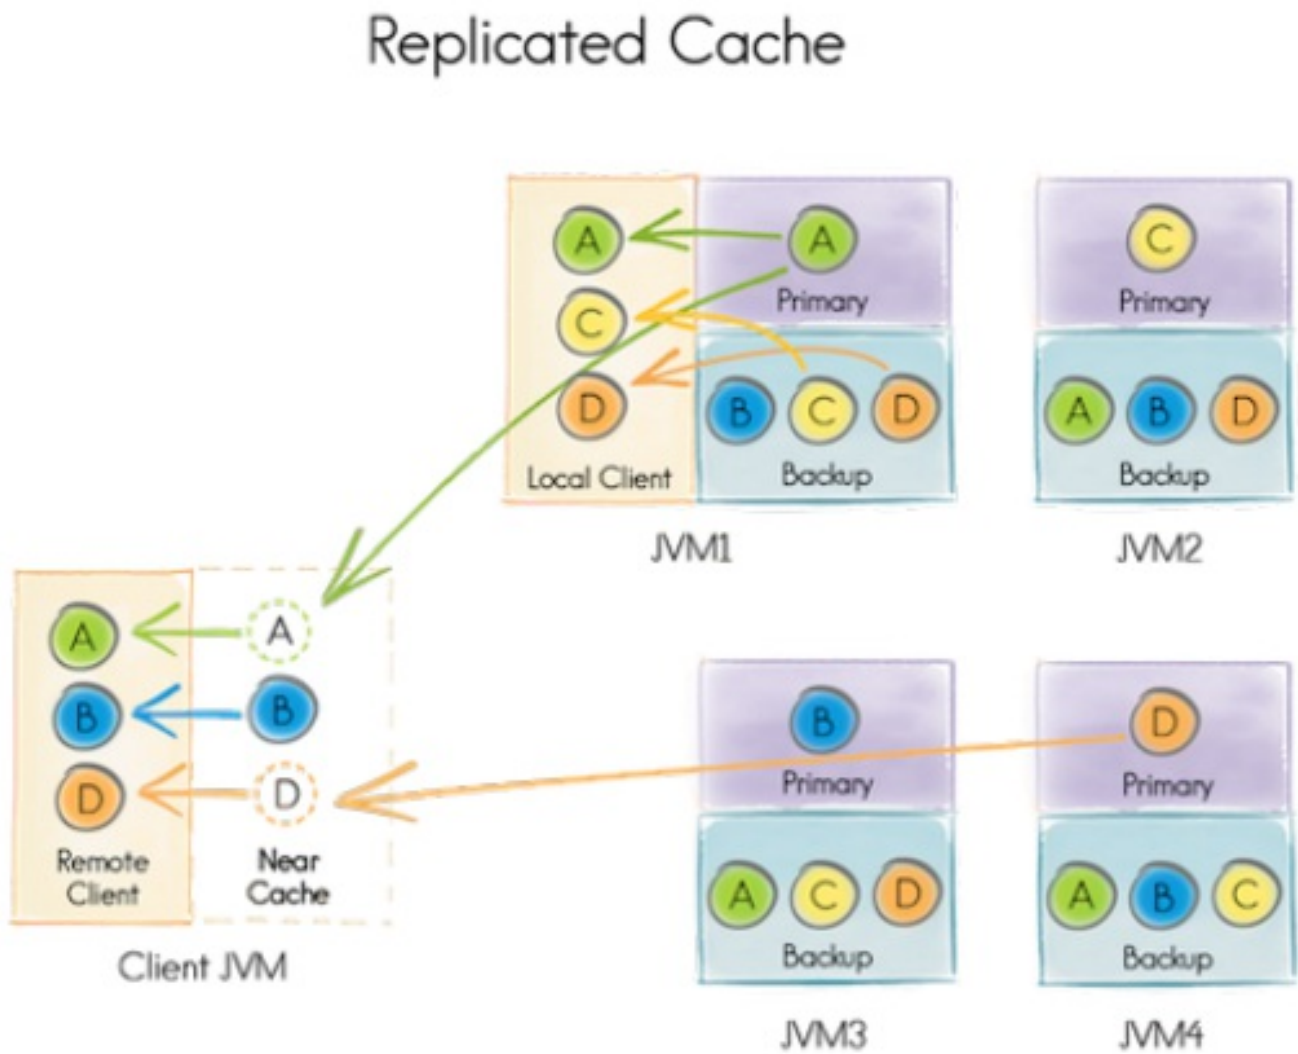 Replicated Cache
A
A
Primary
C
D
Local Client
B C D
Backup
JVM1
C
Primary
A B D
Backup
JVM2
A A
B B
D D
Remote
Client
Near
Cache
Client JVM
B
Primary
A C D
Backup
JVM3
D
Primary
A B C
Backup
JVM4